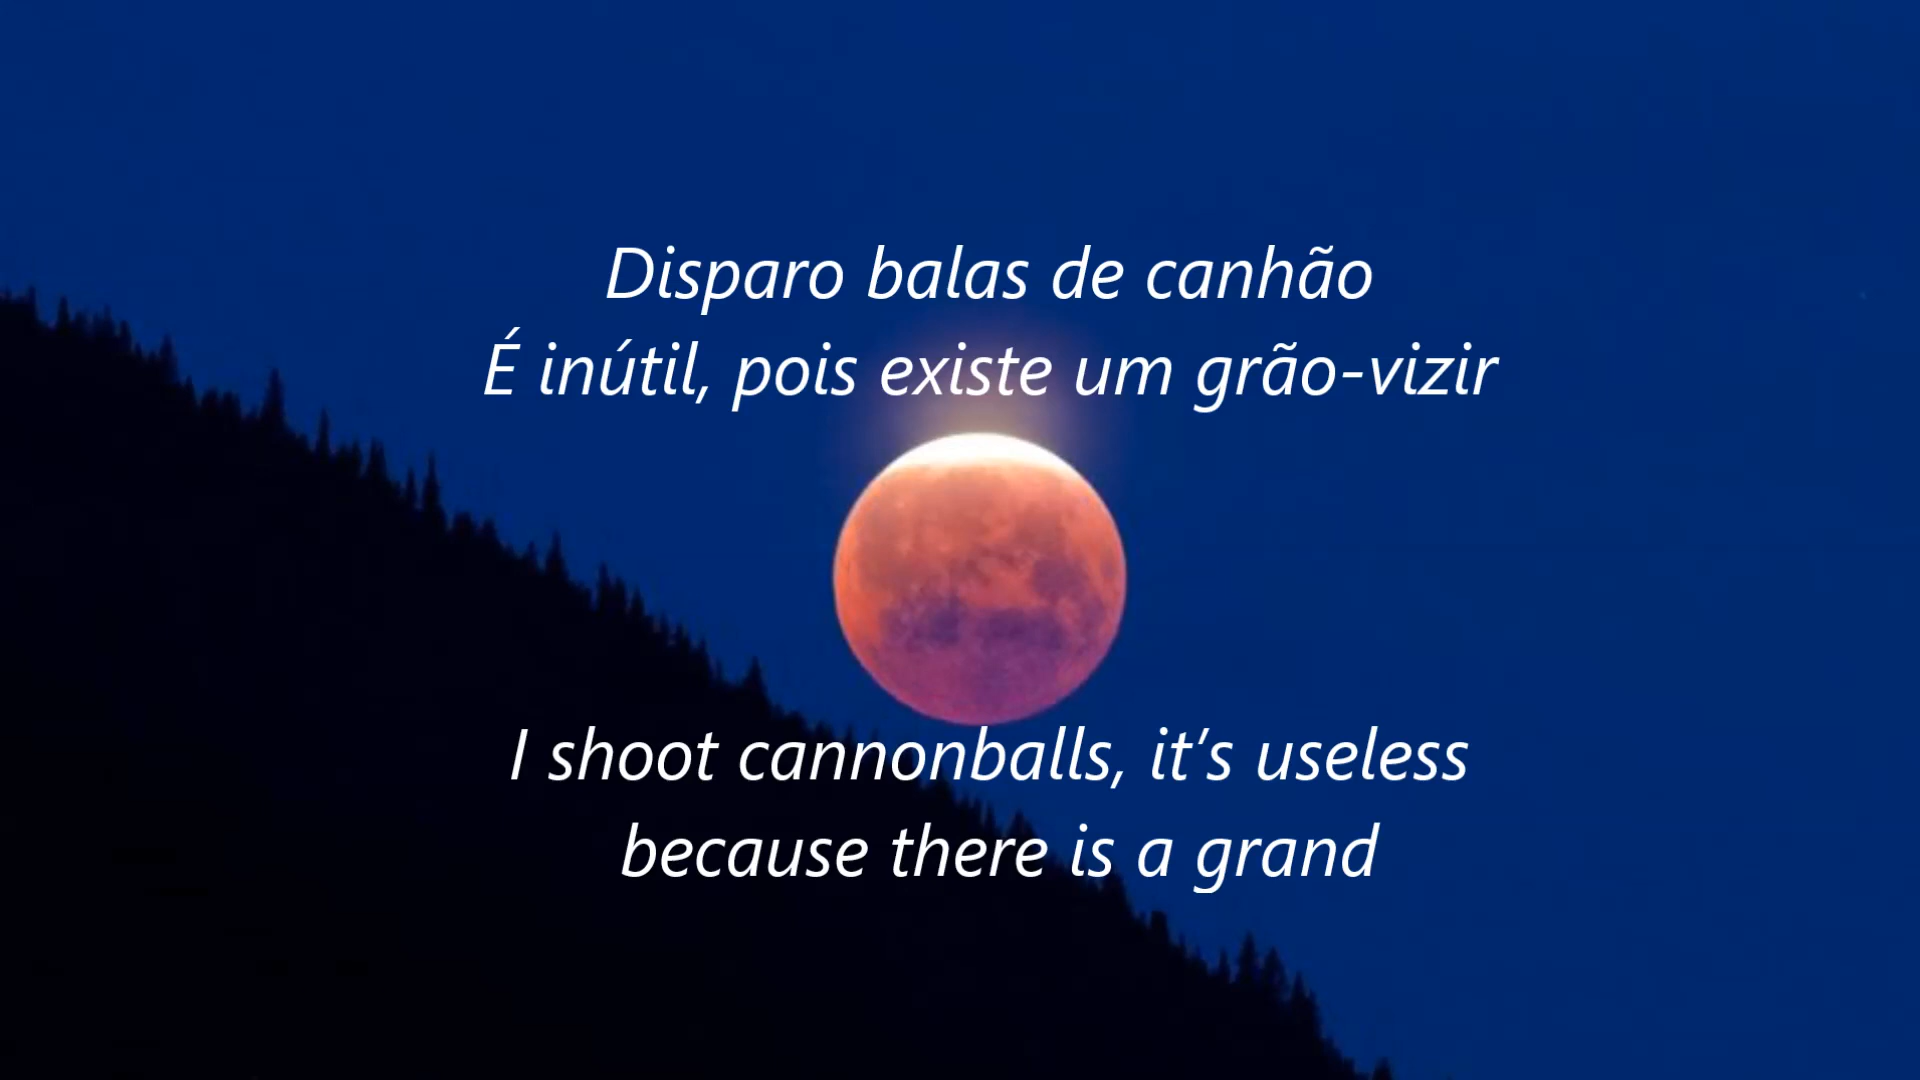 Disparo balas de canhão
É inútil, pois existe um grão-vizir
I shoot cannonballs, it’s useless
because there is a grand